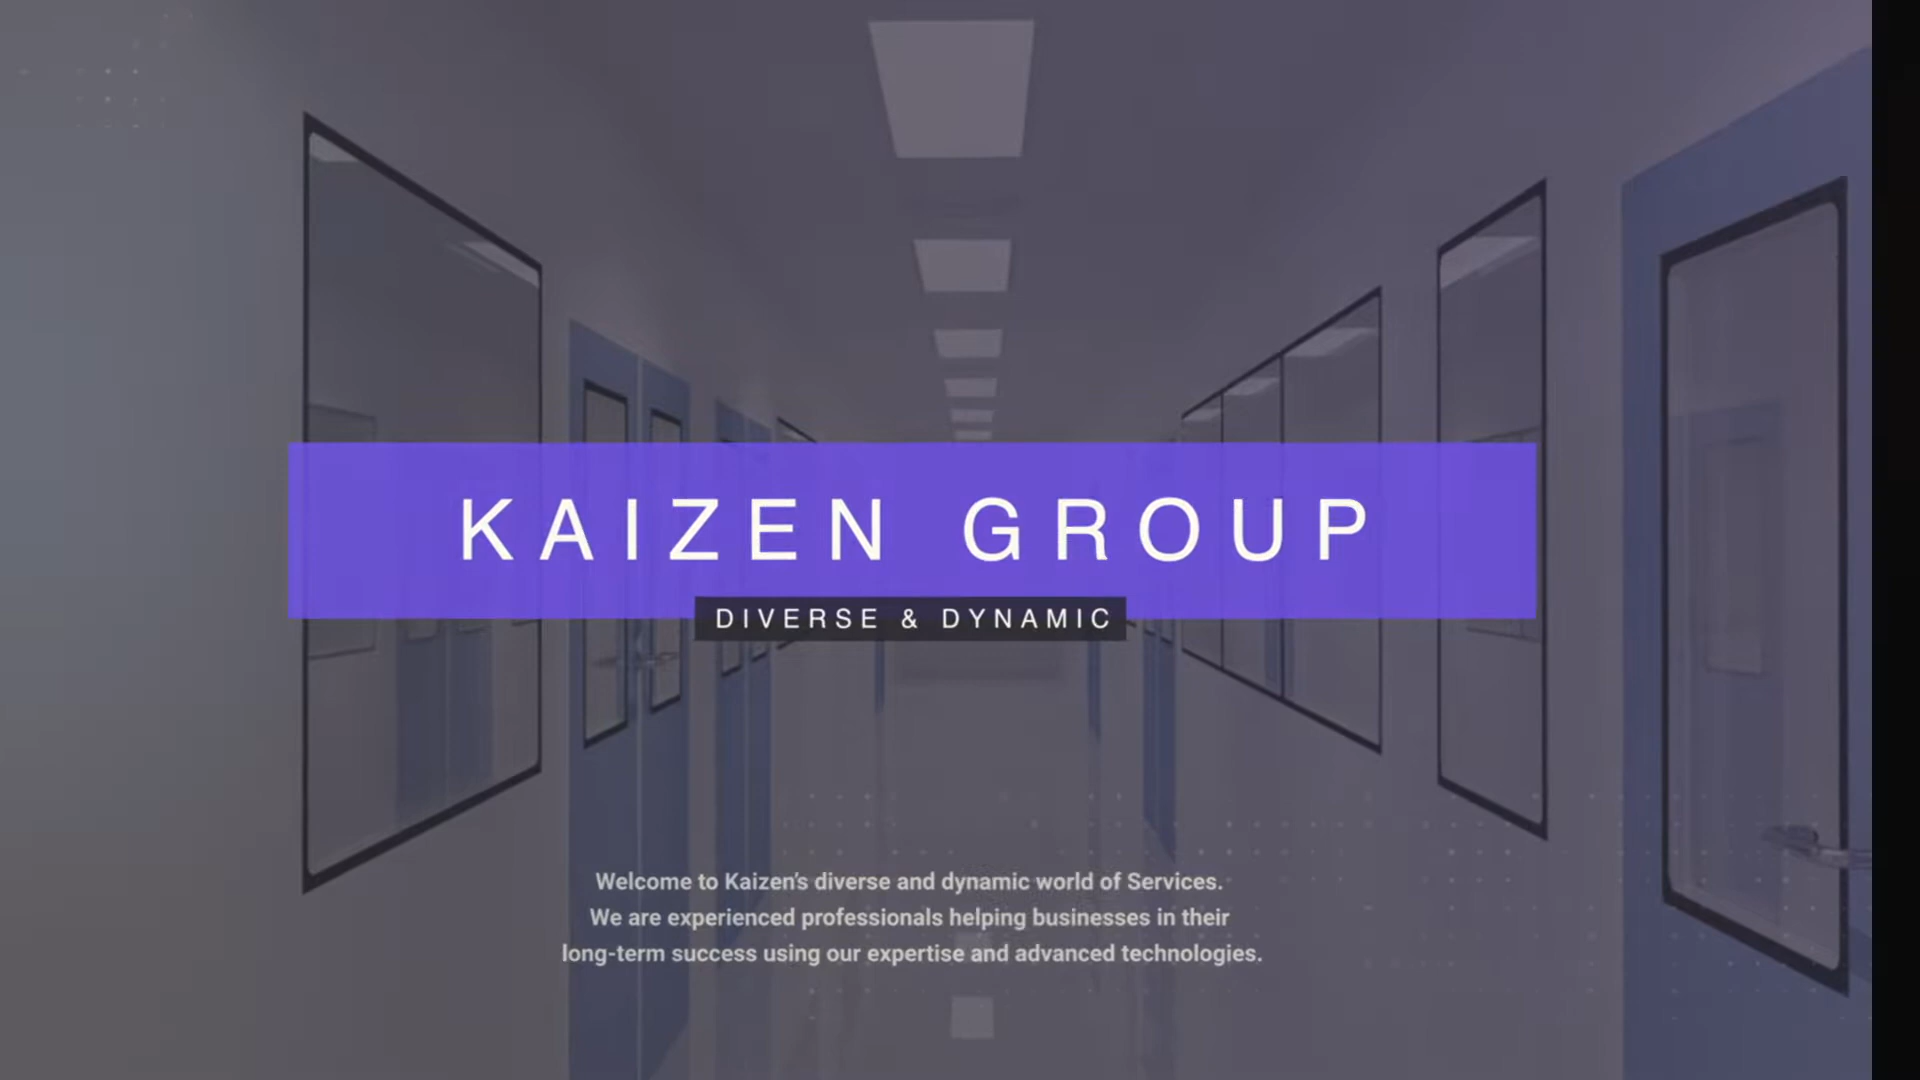 KAIZEN GROUP
DIVERSE & DYNAMIC
Welcome to Kaizen's diverse and dynamic world of Services.
We are experienced professionals helping businesses in their
long-term success using our expertise and advanced technologies.